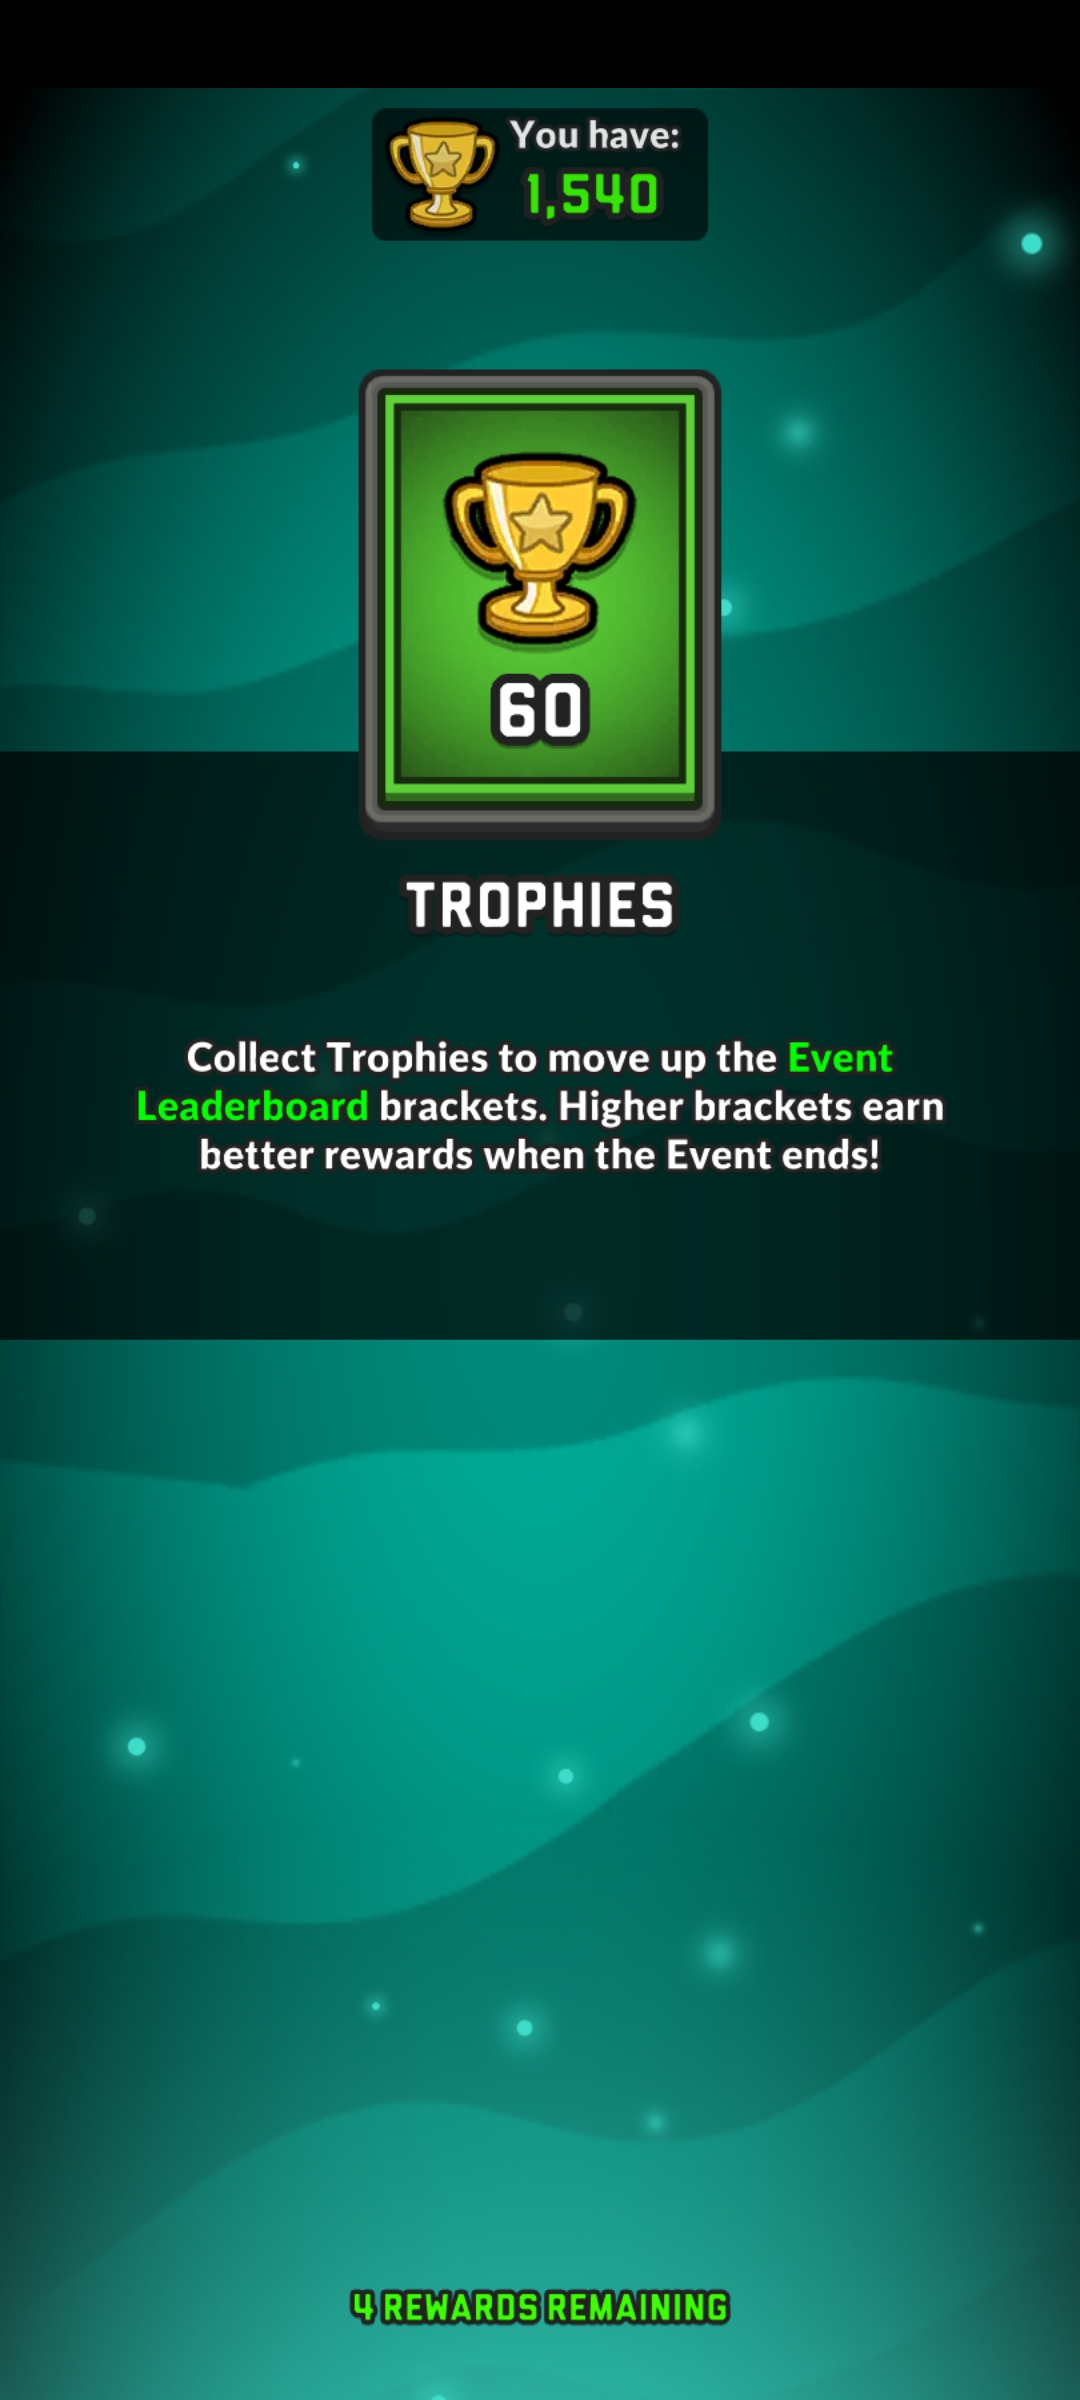 You have:
1,540
60
TROPHIES
Collect Trophies to move up the Event
Leaderboard brackets. Higher brackets earn
better rewards when the Event ends!
4 REWARDS REMAINING